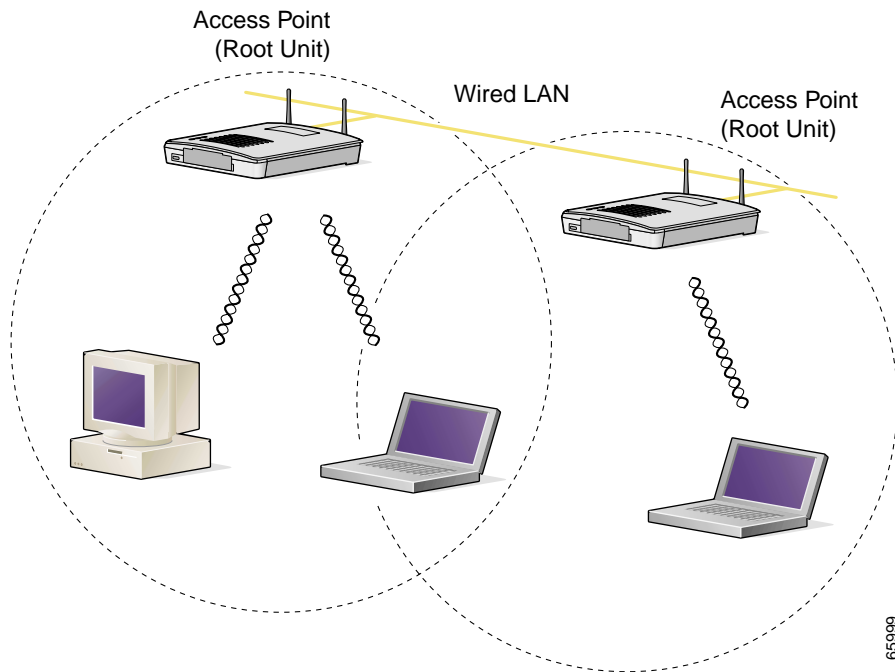 Access Point
(Root Unit)
Wired LAN
Access Point
(Root Unit)
65999